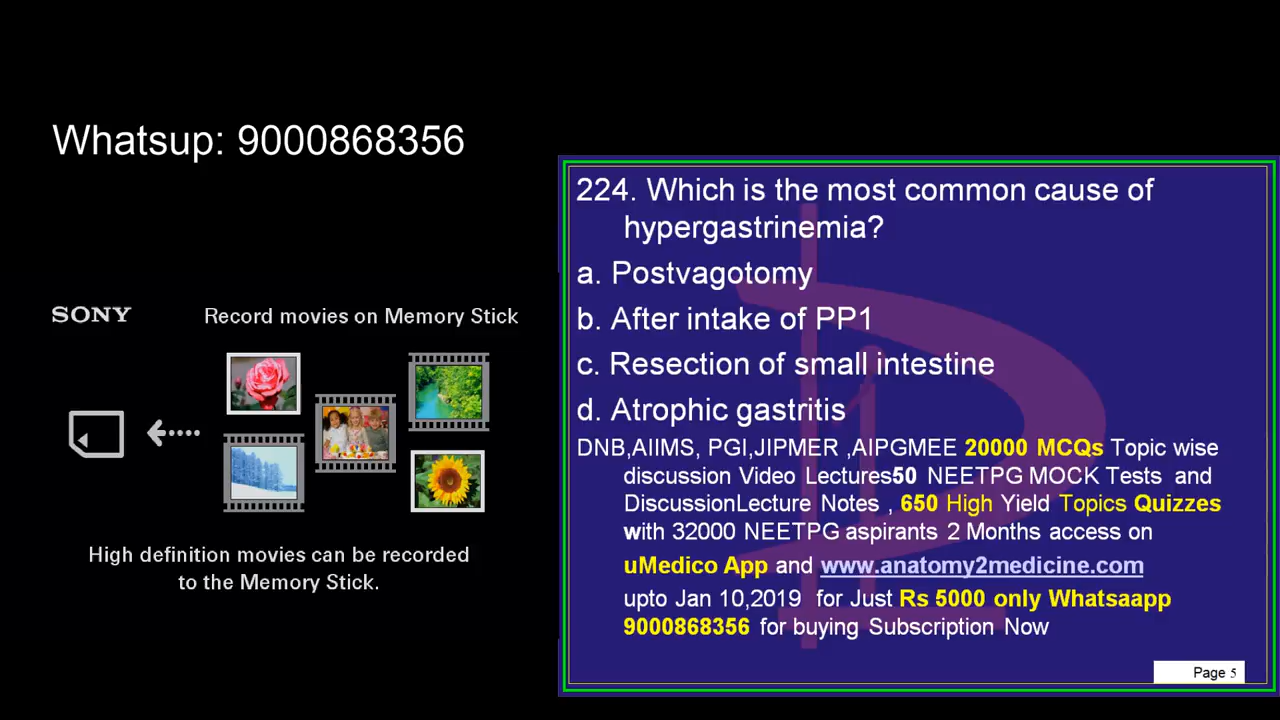 Whatsup: 9000868356
SONY
Record movies on Memory Stick
High definition movies can be recorded
to the Memory Stick.
224. Which is the most common cause of
hypergastrinemia?
a. Postvagotomy
b. After intake of PP1
c. Resection of small intestine
d. Atrophic gastritis
DNB,AIIMS, PGI,JIPMER ,AIPGMEE 20000 MCQs Topic wise
discussion Video Lectures50 NEETPG MOCK Tests and
DiscussionLecture Notes , 650 High Yield Topics Quizzes
with 32000 NEETPG aspirants 2 Months access on
uMedico App and www.anatomy2medicine.com
upto Jan 10,2019 for Just Rs 5000 only Whatsaapp
9000868356 for buying Subscription Now
Page 5